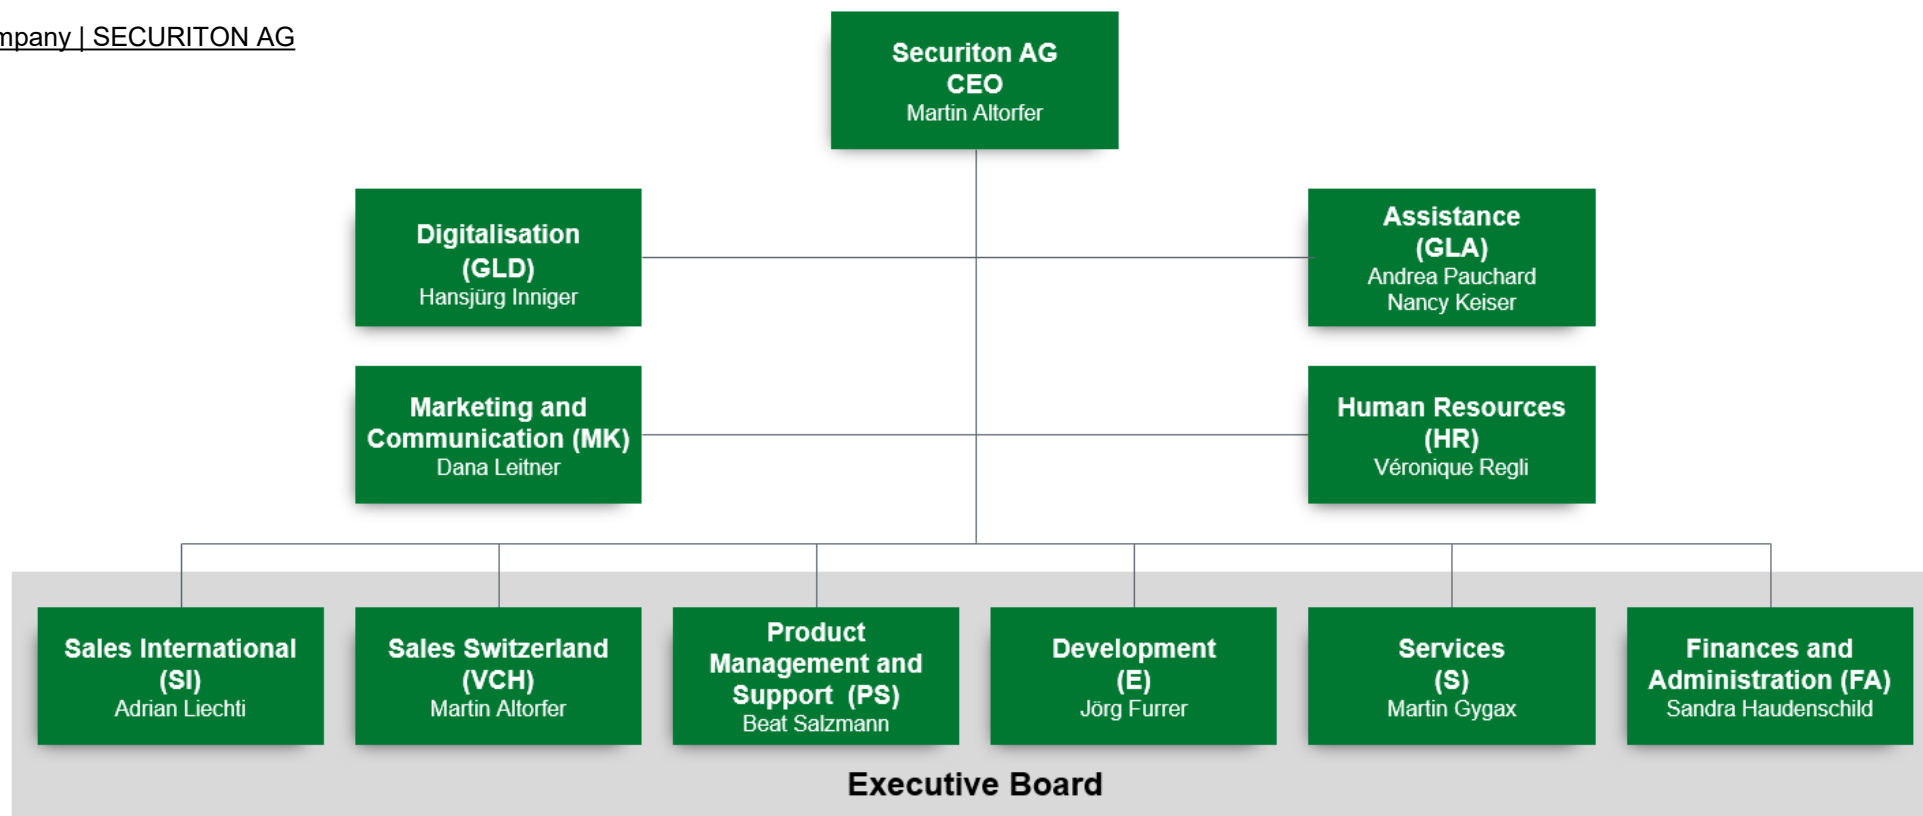 | SECURITON AG
Securiton AG
CEO
Martin Altorfer
Digitalisation
(GLD)
Hansjürg Inniger
Assistance
(GLA)
Andrea Pauchard
Nancy Keiser
Marketing and
Communication (MK)
Dana Leitner
Human Resources
(HR)
Véronique Regli
Sales International
(SI)
Adrian Liechti
Sales Switzerland
(VCH)
Martin Altorfer
Product
Management and
Support (PS)
Beat Salzmann
Development
(E)
Jörg Furrer
Services
(S)
Martin Gygax
Finances and
Administration (FA)
Sandra Haudenschild
Executive Board